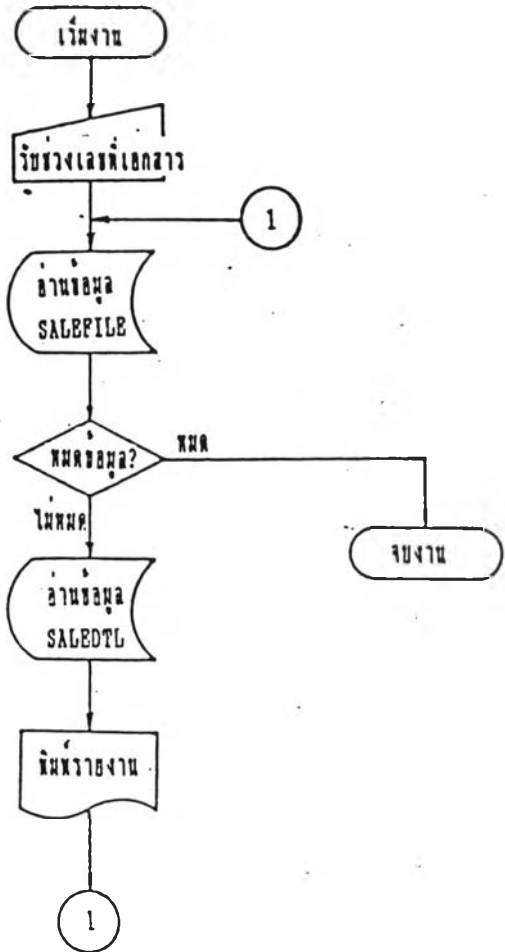 เริ่มงาน
รับช่วงเลขที่เอกสาร
1
อ่านข้อมูล
SALEFILE
หมดข้อมูล?
หมด
ไม่หมด
จบงาน
อ่านข้อมูล
SALEDTL
พิมพ์รายงาน
1